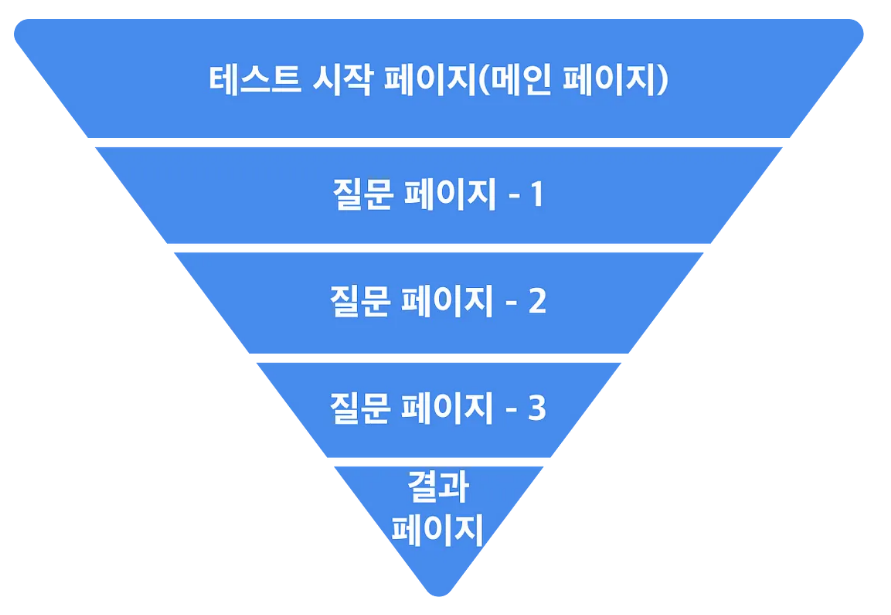 테스트 시작 페이지(메인 페이지)
질문 페이지 - 1
질문 페이지 - 2
질문 페이지 - 3
결과
페이지